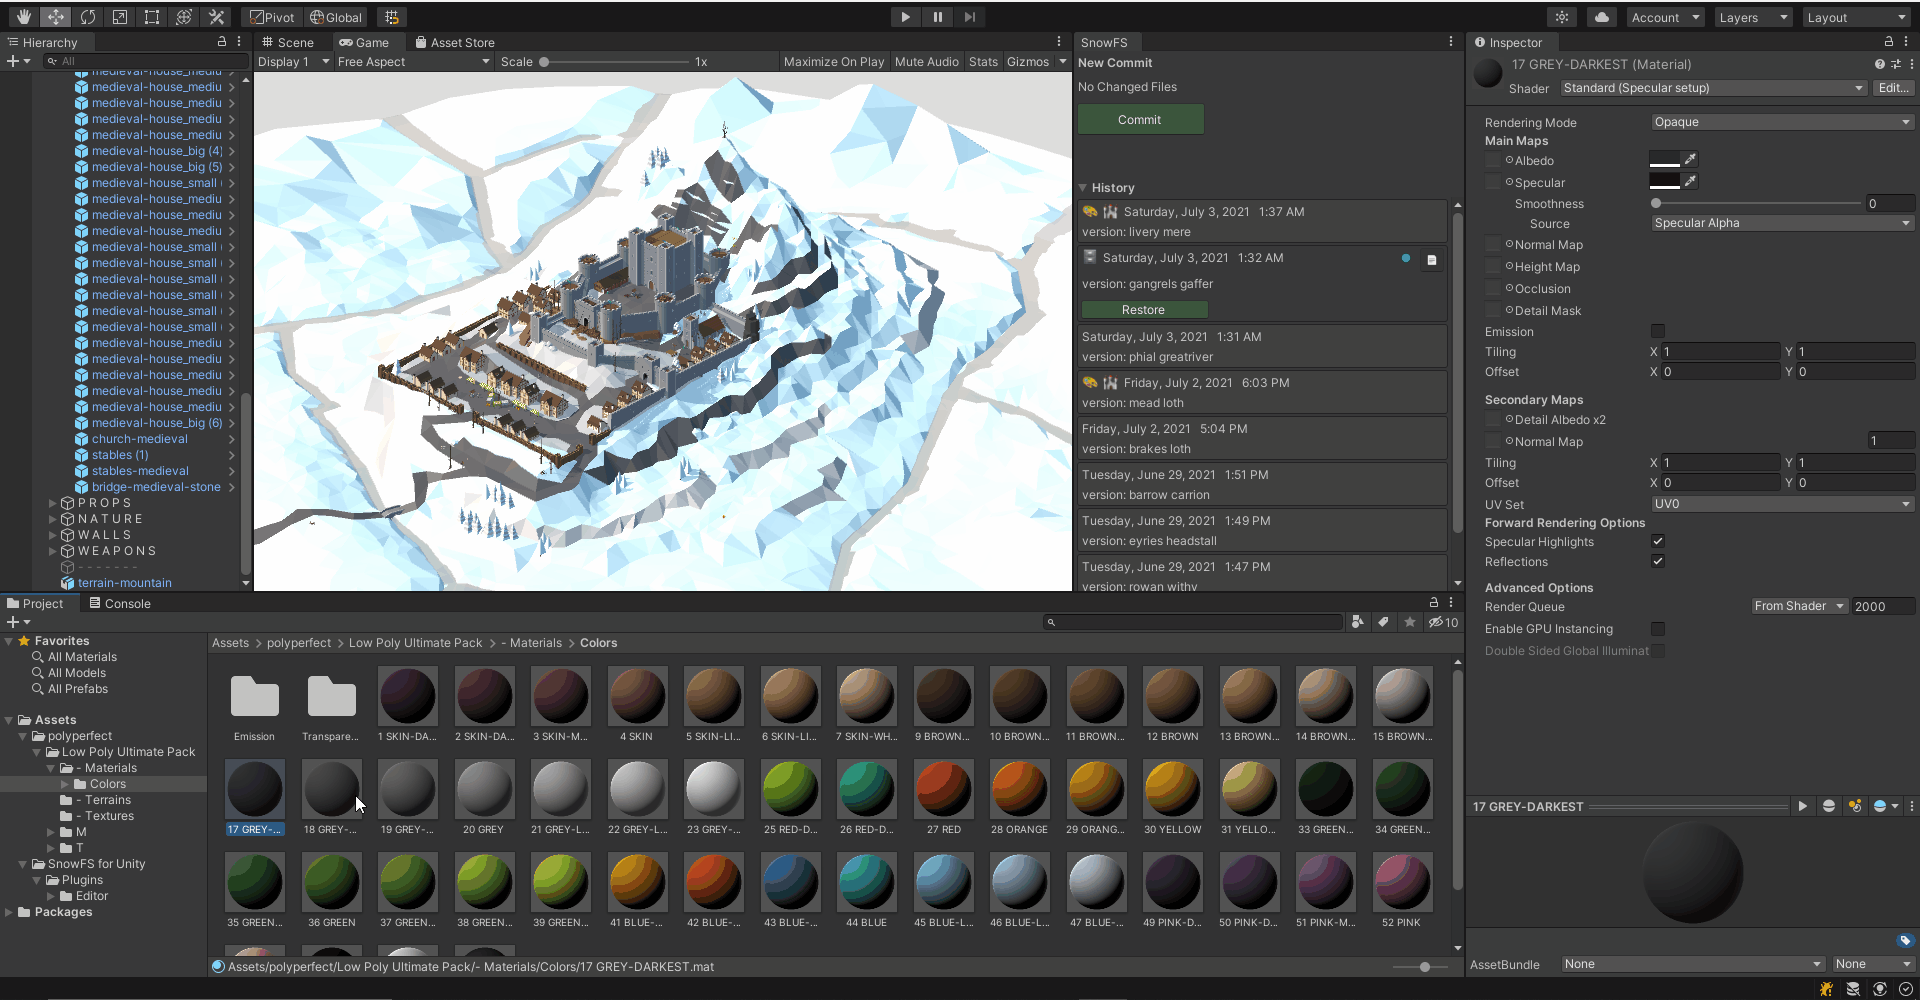 Pivot
Global
Account
Layers
Layout
Hierarchy
All
medieval-house_mediu
medieval-house_mediu
medieval-house_mediu
medieval-house_mediu
medieval-house_mediu
medieval-house_big (4)
medieval-house_big (5)
medieval-house_small
medieval-house_mediu
medieval-house_mediu
medieval-house_mediu
medieval-house_small
medieval-house_small
medieval-house_small
medieval-house_small
medieval-house_small
medieval-house_small
medieval-house_mediu
medieval-house_mediu
medieval-house_mediu
medieval-house_mediu
medieval-house_mediu
medieval-house_big (6)
church-medieval
stables (1)
stables-medieval
bridge-medieval-stone
PROPS
NATURE
WALLS
WEAPONS
-------
terrain-mountain
Scene
Game
Asset Store
Display 1
Free Aspect
Scale
1x
Maximize On Play
Mute Audio
Stats
Gizmos
SnowFS
New Commit
No Changed Files
Commit
History
Saturday, July 3, 2021 1:37 AM
version: livery mere
Saturday, July 3, 2021 1:32 AM
version: gangrels gaffer
Restore
Saturday, July 3, 2021 1:31 AM
version: phial greatriver
Friday, July 2, 2021 6:03 PM
version: mead loth
Friday, July 2, 2021 5:04 PM
version: brakes loth
Tuesday, June 29, 2021 1:51 PM
version: barrow carrion
Tuesday, June 29, 2021 1:49 PM
version: eyries headstall
Tuesday, June 29, 2021 1:47 PM
version: rowan withy
Inspector
17 GREY-DARKEST (Material)
Shader
Standard (Specular setup)
Edit...
Rendering Mode
Opaque
Main Maps
Albedo
Specular
Smoothness
0
Source
Specular Alpha
Normal Map
Height Map
Occlusion
Detail Mask
Emission
Tiling X 1 Y 1
Offset X 0 Y 0
Secondary Maps
Detail Albedo x2
Normal Map
1
Tiling X 1 Y 1
Offset X 0 Y 0
UV Set
UV0
Forward Rendering Options
Specular Highlights
Reflections
Advanced Options
Render Queue
From Shader
2000
Enable GPU Instancing
Double Sided Global Illuminat
17 GREY-DARKEST
AssetBundle
None
None
Project
Console
10
Favorites
All Materials
All Models
All Prefabs
Assets
polyperfect
Low Poly Ultimate Pack
- Materials
Colors
- Terrains
- Textures
M
T
SnowFS for Unity
Plugins
Editor
Packages
Assets > polyperfect > Low Poly Ultimate Pack > - Materials > Colors
Emission
Transpare...
1 SKIN-DA...
2 SKIN-DA...
3 SKIN-M...
4 SKIN
5 SKIN-LI...
6 SKIN-LI...
7 SKIN-WH...
9 BROWN...
10 BROWN...
11 BROWN...
12 BROWN
13 BROWN...
14 BROWN...
15 BROWN...
17 GREY-...
18 GREY-...
19 GREY-...
20 GREY
21 GREY-L...
22 GREY-L...
23 GREY-...
25 RED-D...
26 RED-D...
27 RED
28 ORANGE
29 ORANG...
30 YELLOW
31 YELLO...
33 GREEN...
34 GREEN...
35 GREEN...
36 GREEN
37 GREEN...
38 GREEN...
39 GREEN...
41 BLUE-...
42 BLUE-...
43 BLUE-...
44 BLUE
45 BLUE-L...
46 BLUE-L...
47 BLUE-...
49 PINK-D...
50 PINK-D...
51 PINK-M...
52 PINK
Assets/polyperfect/Low Poly Ultimate Pack/- Materials/Colors/17 GREY-DARKEST.mat